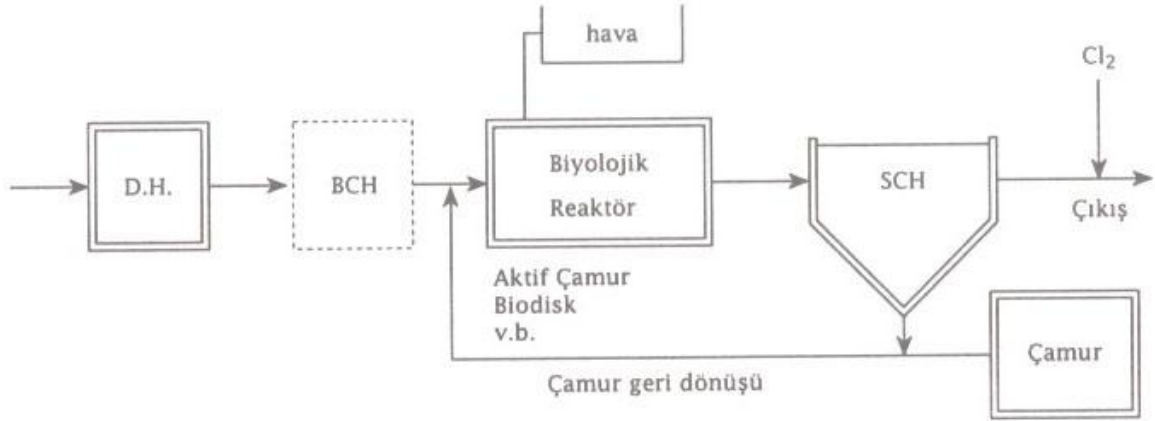 hava
Cl₂
D.H.
BCH
Biyolojik
Reaktör
SCH
Çıkış
Aktif Çamur
Biodisk
v.b.
Çamur
Çamur geri dönüşü